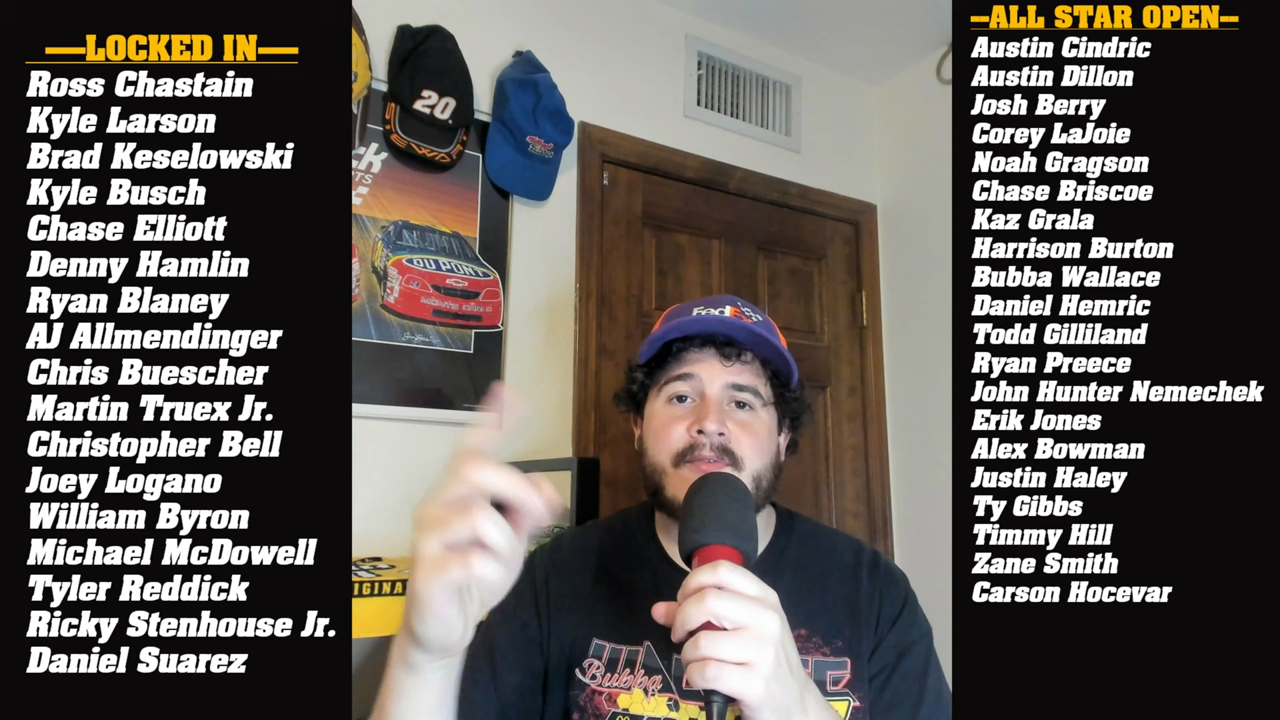 —LOCKED IN—
Ross Chastain
Kyle Larson
Brad Keselowski
Kyle Busch
Chase Elliott
Denny Hamlin
Ryan Blaney
AJ Allmendinger
Chris Buescher
Martin Truex Jr.
Christopher Bell
Joey Logano
William Byron
Michael McDowell
Tyler Reddick
Ricky Stenhouse Jr.
Daniel Suarez
20
DU PONT
MONTE CARLO
FedEx
IGINA
Bubba
–ALL STAR OPEN–
Austin Cindric
Austin Dillon
Josh Berry
Corey LaJoie
Noah Gragson
Chase Briscoe
Kaz Grala
Harrison Burton
Bubba Wallace
Daniel Hemric
Todd Gilliland
Ryan Preece
John Hunter Nemechek
Erik Jones
Alex Bowman
Justin Haley
Ty Gibbs
Timmy Hill
Zane Smith
Carson Hocevar